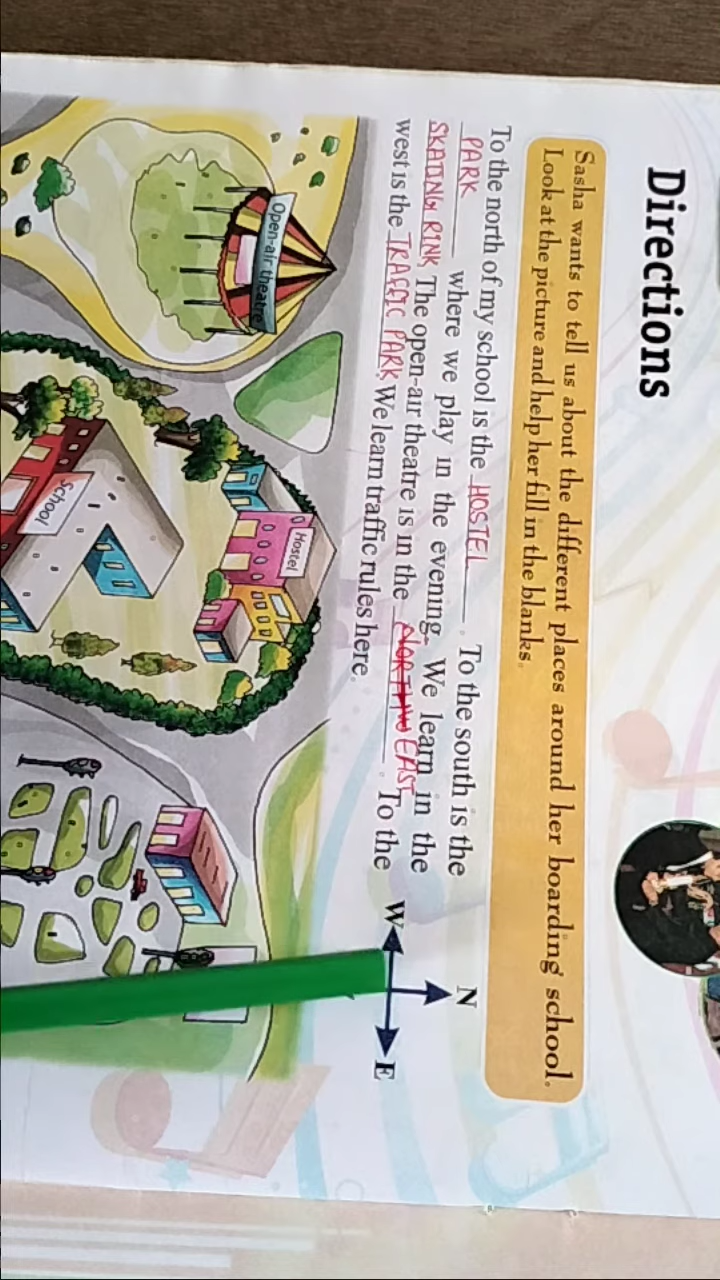 Directions
Sasha wants to tell us about the different places around her boarding school.
Look at the picture and help her fill in the blanks.
To the north of my school is the HOSTEL. To the south is the
PARK where we play in the evening. We learn in the
SKATING RINK. The open-air theatre is in the EAST. To the
west is the TRAFFIC PARK. We learn traffic rules here.
N
W E
Open-air theatre
Hostel
School